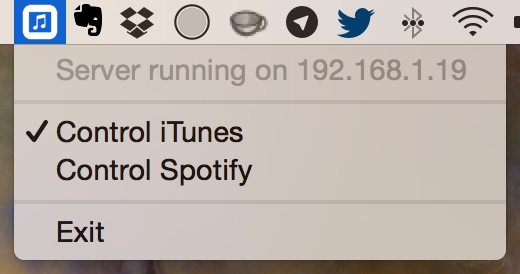 Server running on 192.168.1.19
Control iTunes
Control Spotify
Exit